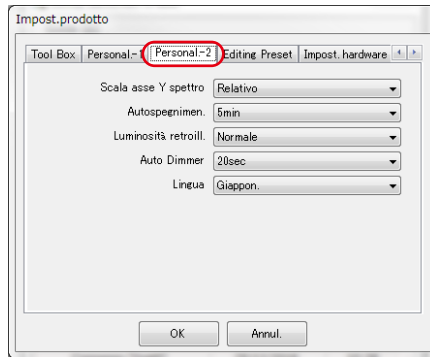 Impost.prodotto
Tool Box Personal.-1 Personal.-2 Editing Preset Impost. hardware
Scala asse Y spettro Relativo
Autospegnimen. 5min
Luminosità retroill. Normale
Auto Dimmer 20sec
Lingua Giappon.
OK Annul.